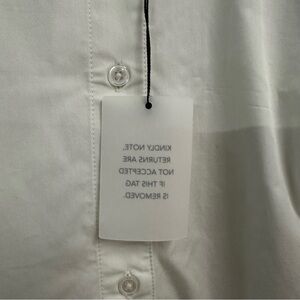 KINDLY NOTE,
RETURNS ARE
NOT ACCEPTED
IF THIS TAG
IS REMOVED.